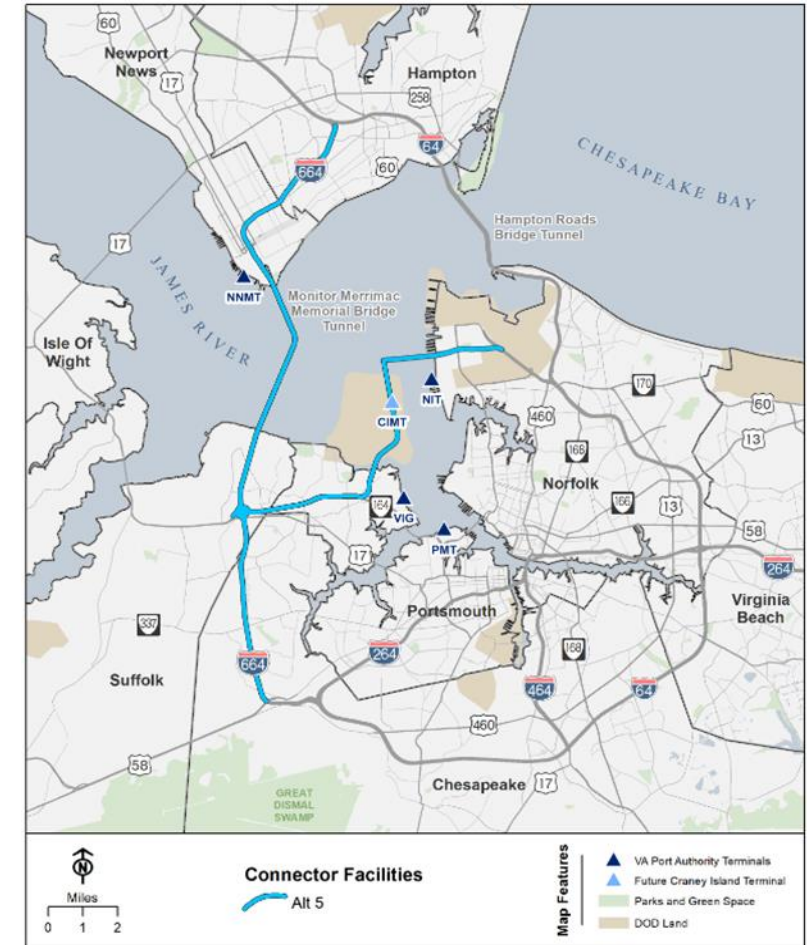 60
Newport
News
17
Hampton
258
64
664
60
CHESAPEAKE BAY
Hampton Roads
Bridge Tunnel
17
JAMES RIVER
NNMT
Monitor Merrimac
Memorial Bridge
Tunnel
Isle Of
Wight
NIT
170
CIMT
460
60
13
168
Norfolk
164
VIG
166
13
17
PMT
58
264
Portsmouth
Virginia
Beach
337
264
168
664
Suffolk
464
64
460
58
Chesapeake
17
GREAT
DISMAL
SWAMP
N
Miles
0 1 2
Connector Facilities
Alt 5
Map Features
VA Port Authority Terminals
Future Craney Island Terminal
Parks and Green Space
DOD Land